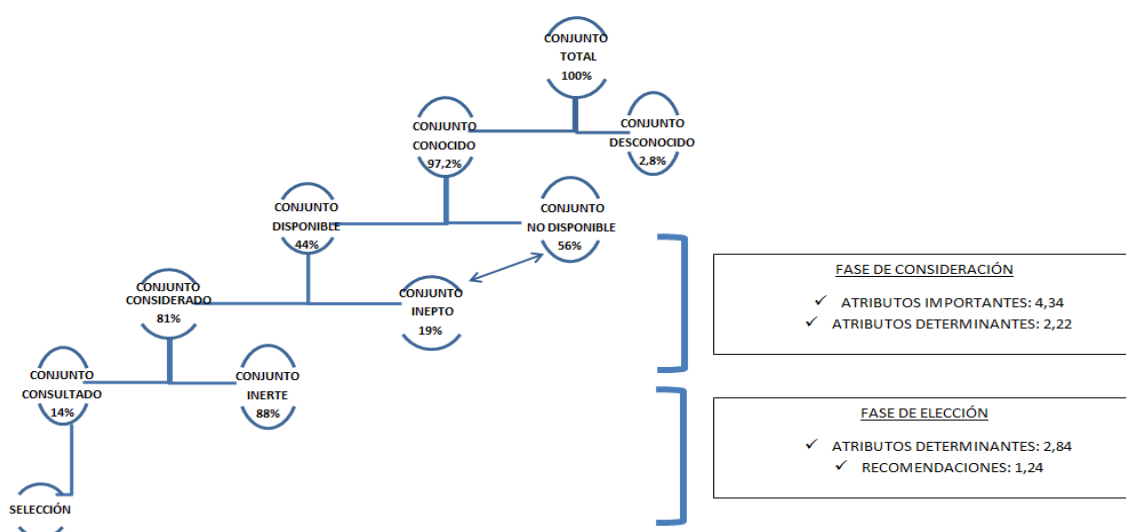 CONJUNTO
TOTAL
100%
CONJUNTO
CONOCIDO
97,2%
CONJUNTO
DESCONOCIDO
2,8%
CONJUNTO
DISPONIBLE
44%
CONJUNTO
NO DISPONIBLE
56%
CONJUNTO
CONSIDERADO
81%
CONJUNTO
INEPTO
19%
CONJUNTO
CONSULTADO
14%
CONJUNTO
INERTE
88%
SELECCIÓN
FASE DE CONSIDERACIÓN
✓ ATRIBUTOS IMPORTANTES: 4,34
✓ ATRIBUTOS DETERMINANTES: 2,22
FASE DE ELECCIÓN
✓ ATRIBUTOS DETERMINANTES: 2,84
✓ RECOMENDACIONES: 1,24